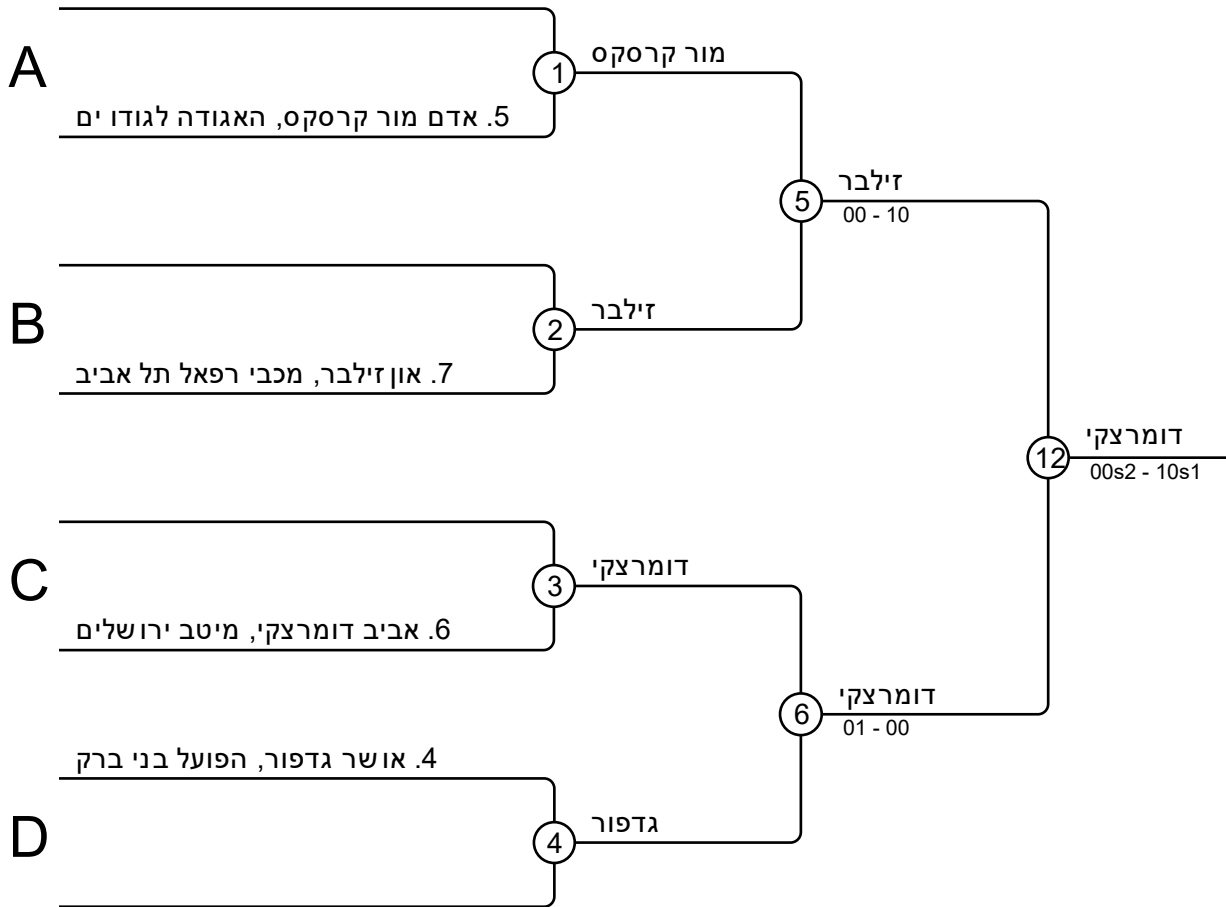 A
1
מור קרסקס
5. אדם מור קרסקס, האגודה לגודו ים
5
זילבר
00 - 10
B
2
זילבר
7. און זילבר, מכבי רפאל תל אביב
12
דומרצקי
00s2 - 10s1
C
3
דומרצקי
6. אביב דומרצקי, מיטב ירושלים
6
דומרצקי
01 - 00
4. אושר גדפור, הפועל בני ברק
D
4
גדפור